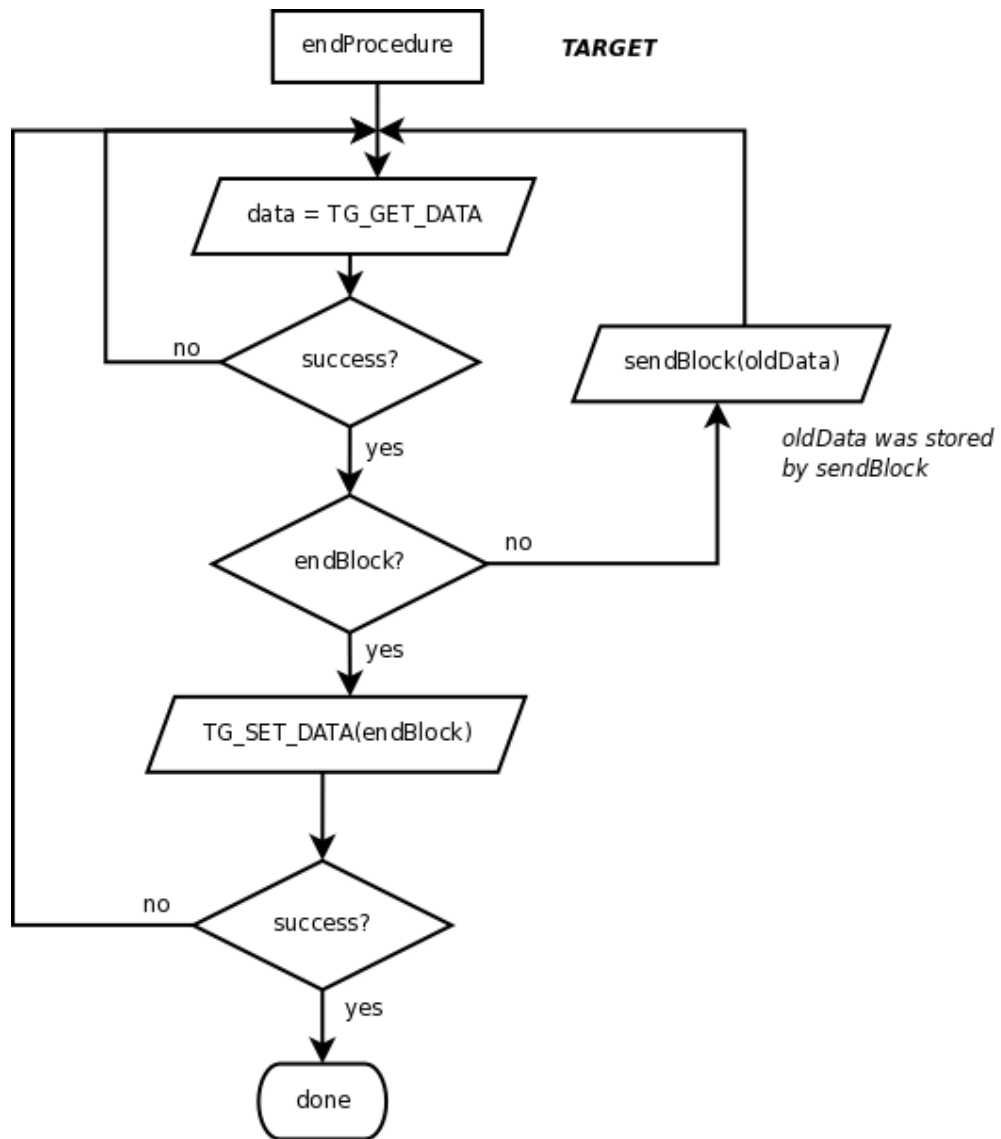 endProcedure
TARGET
data = TG_GET_DATA
no
success?
sendBlock(oldData)
yes
oldData was stored
by sendBlock
endBlock?
no
yes
TG_SET_DATA(endBlock)
no
success?
yes
done